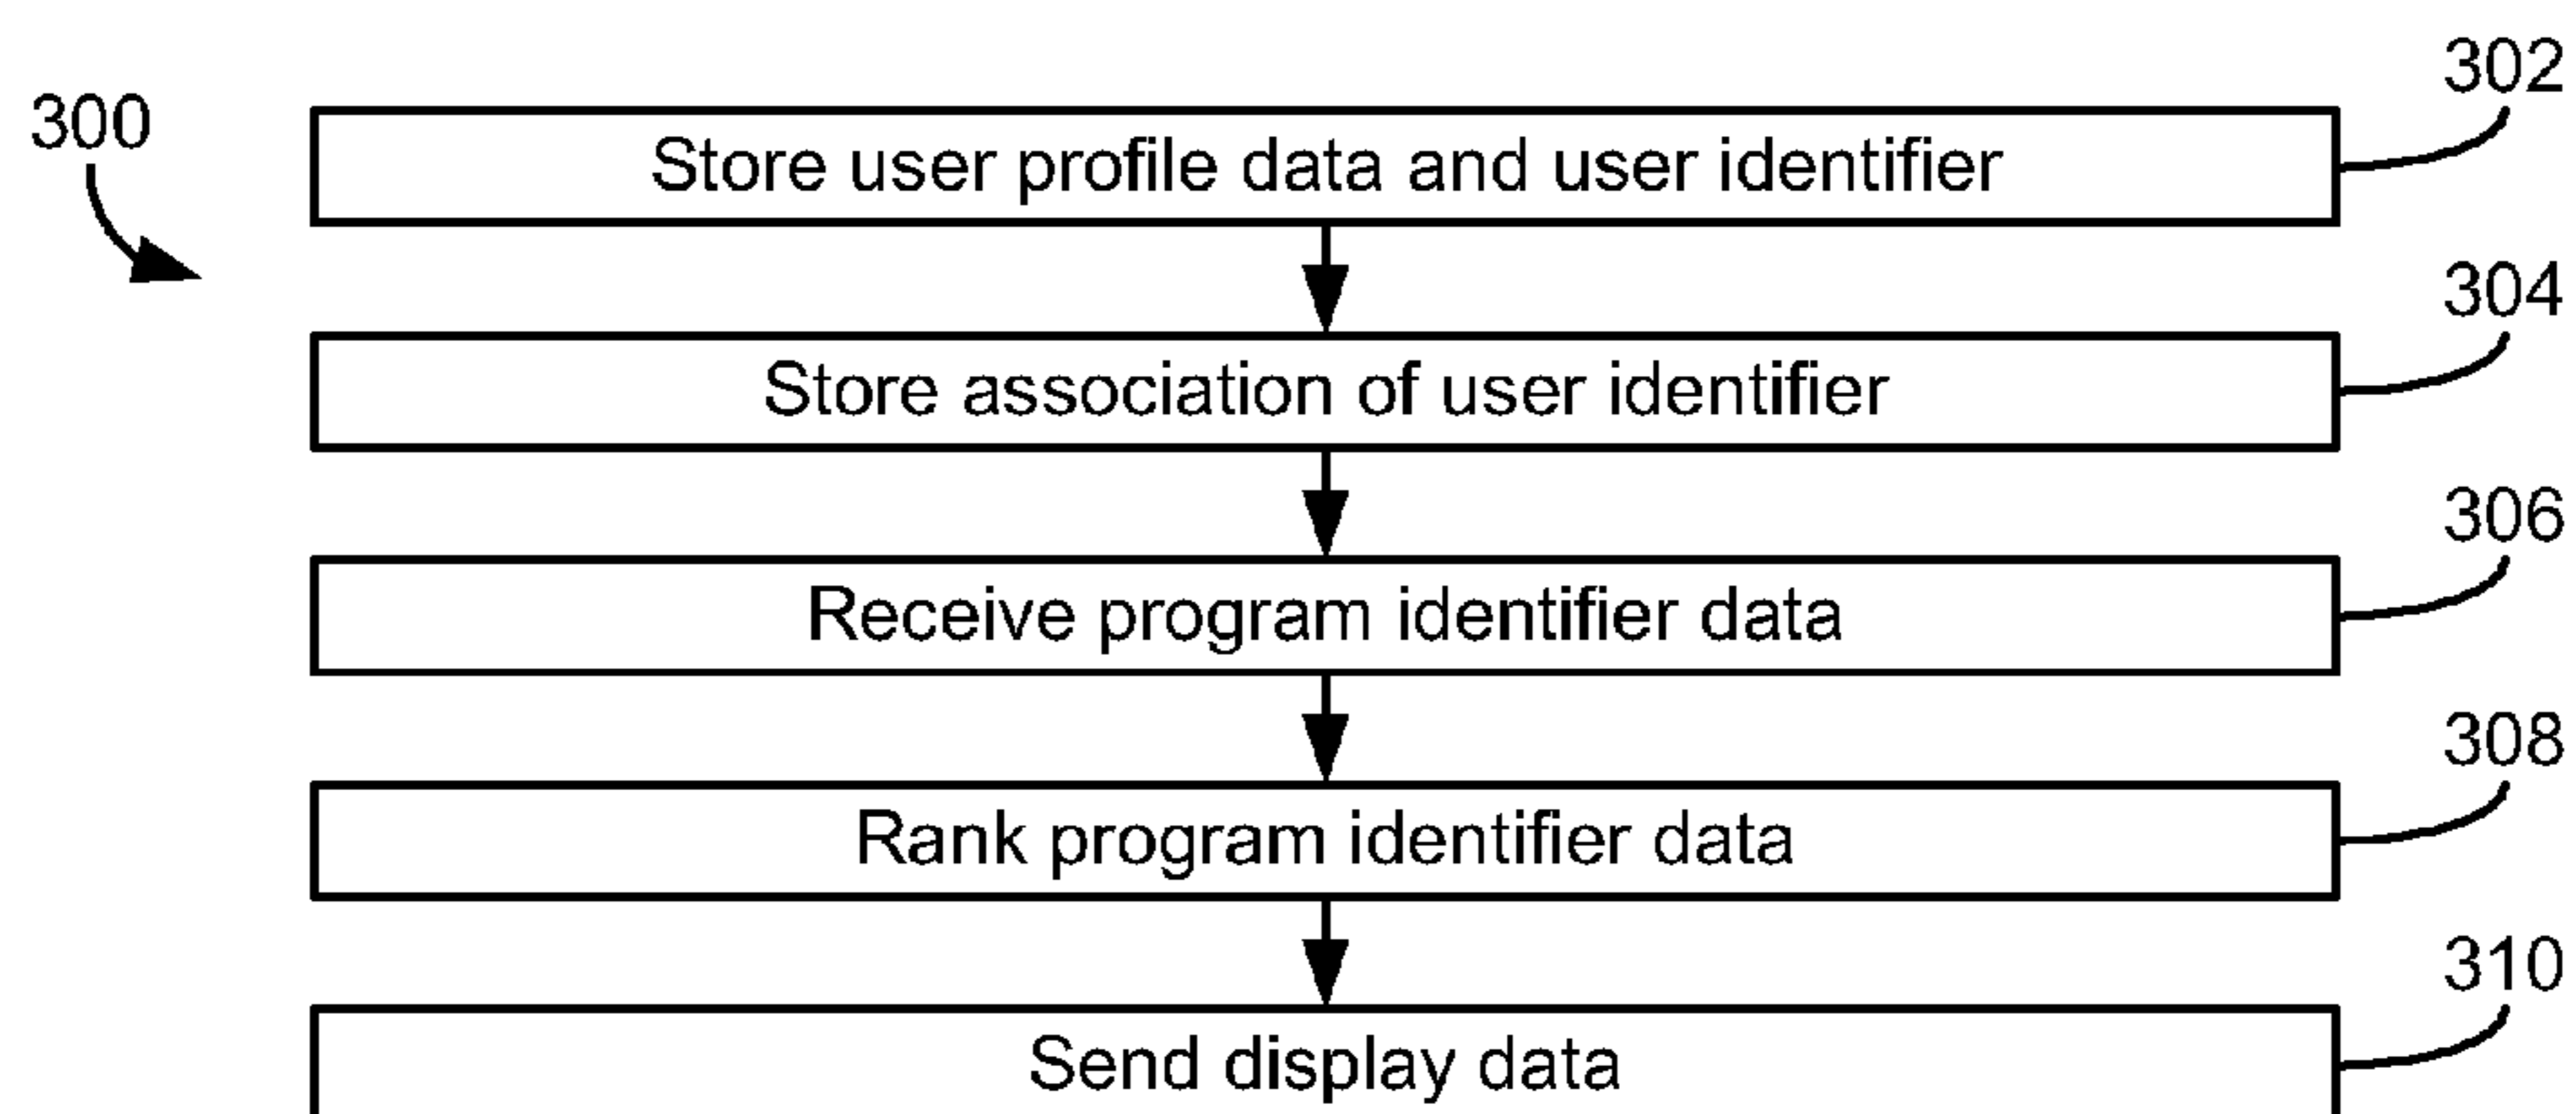 302
300
Store user profile data and user identifier
304
Store association of user identifier
306
Receive program identifier data
308
Rank program identifier data
310
Send display data